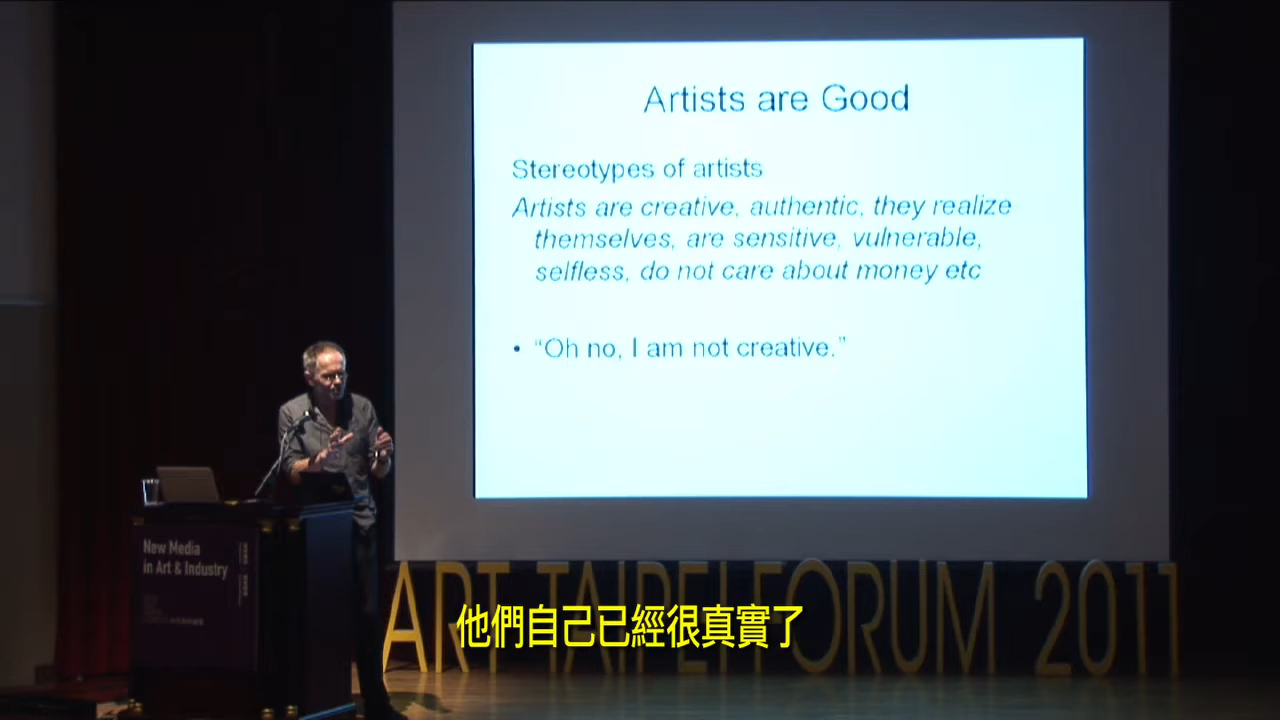 Artists are Good
Stereotypes of artists
Artists are creative, authentic, they realize
themselves, are sensitive, vulnerable,
selfless, do not care about money etc
• “Oh no, I am not creative.”
New Media
in Art & Industry
ART TAIPEI FORUM 2011
他們自己已經很真實了